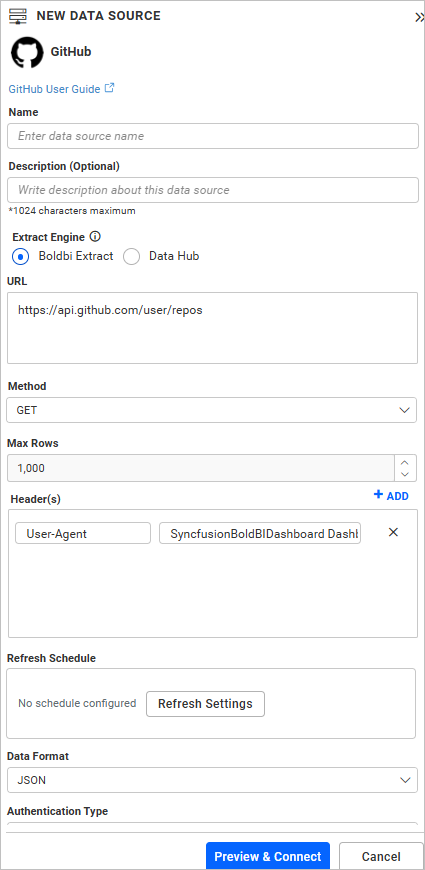 NEW DATA SOURCE
GitHub
GitHub User Guide
Name
Enter data source name
Description (Optional)
Write description about this data source
*1024 characters maximum
Extract Engine
Boldbi Extract
Data Hub
URL
https://api.github.com/user/repos
Method
GET
Max Rows
1,000
Header(s)
+ ADD
User-Agent
SyncfusionBoldBIDashboard
Refresh Schedule
No schedule configured
Refresh Settings
Data Format
JSON
Authentication Type
Preview & Connect
Cancel